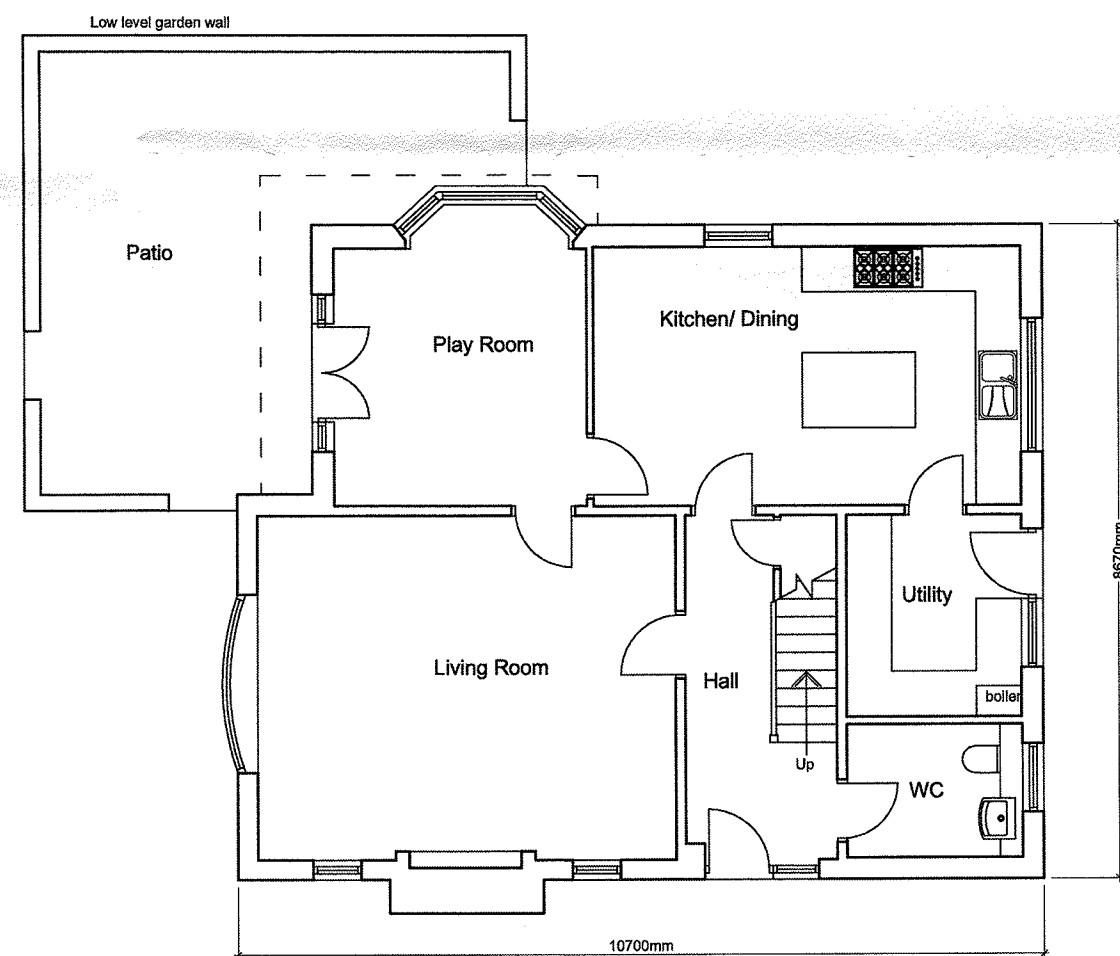 Low level garden wall
Patio
Play Room
Kitchen/ Dining
Utility
Living Room
Hall
boiler
Up
WC
8670mm
10700mm